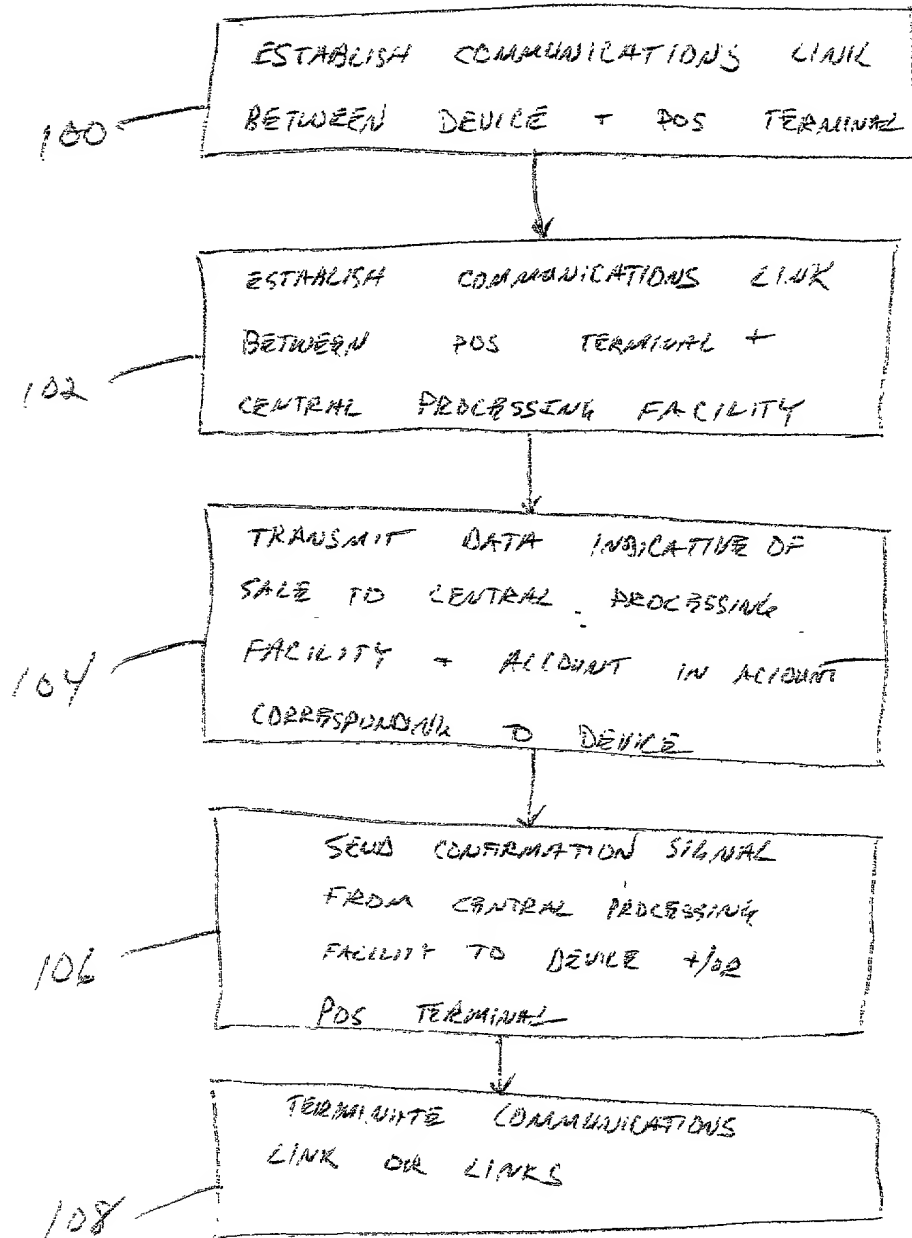 ESTABLISH COMMUNICATIONS LINK
BETWEEN DEVICE + POS TERMINAL
100
ESTABLISH COMMUNICATIONS LINK
BETWEEN POS TERMINAL +
CENTRAL PROCESSING FACILITY
102
TRANSMIT DATA INDICATIVE OF
SALE TO CENTRAL PROCESSING
FACILITY + ACCOUNT IN ACCOUNT
CORRESPONDING TO DEVICE
104
SEND CONFIRMATION SIGNAL
FROM CENTRAL PROCESSING
FACILITY TO DEVICE +/OR
POS TERMINAL
106
TERMINATE COMMUNICATIONS
LINK OR LINKS
108